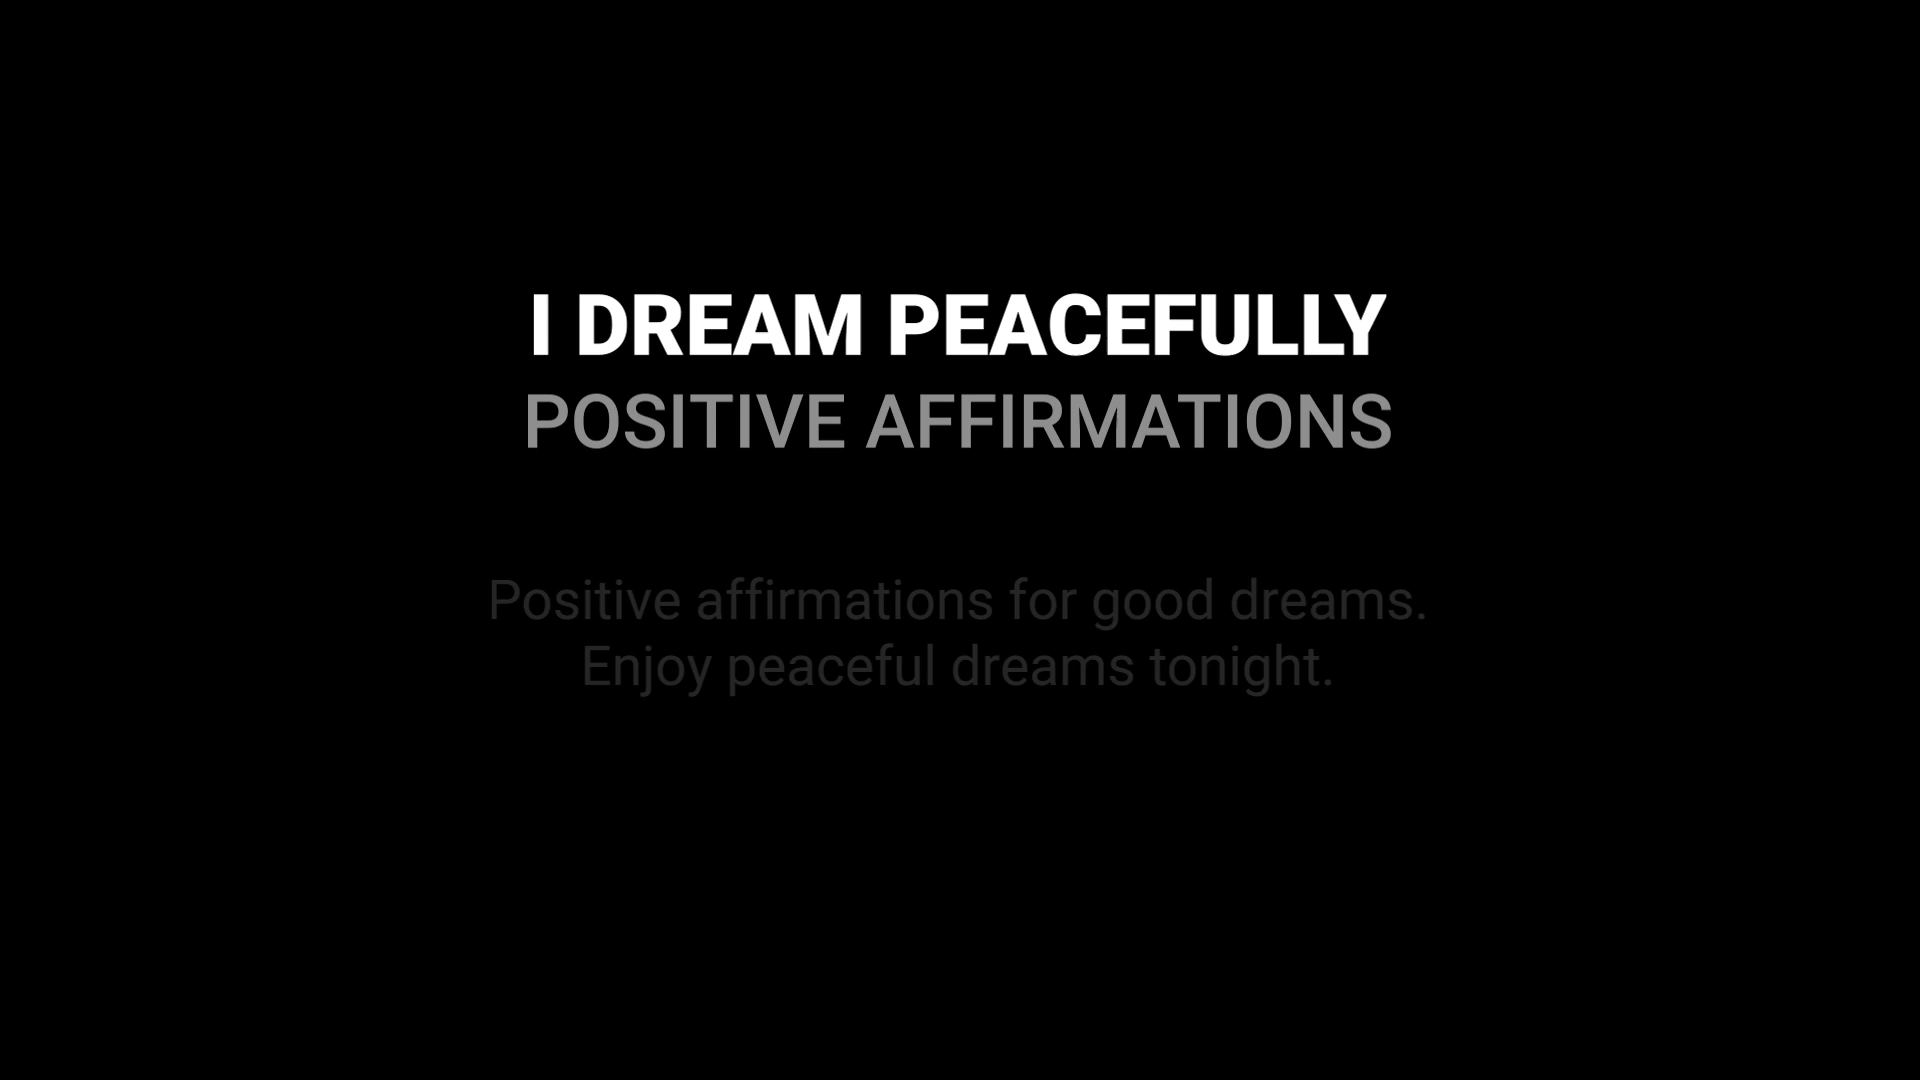 I DREAM PEACEFULLY
POSITIVE AFFIRMATIONS
Positive affirmations for good dreams.
Enjoy peaceful dreams tonight.